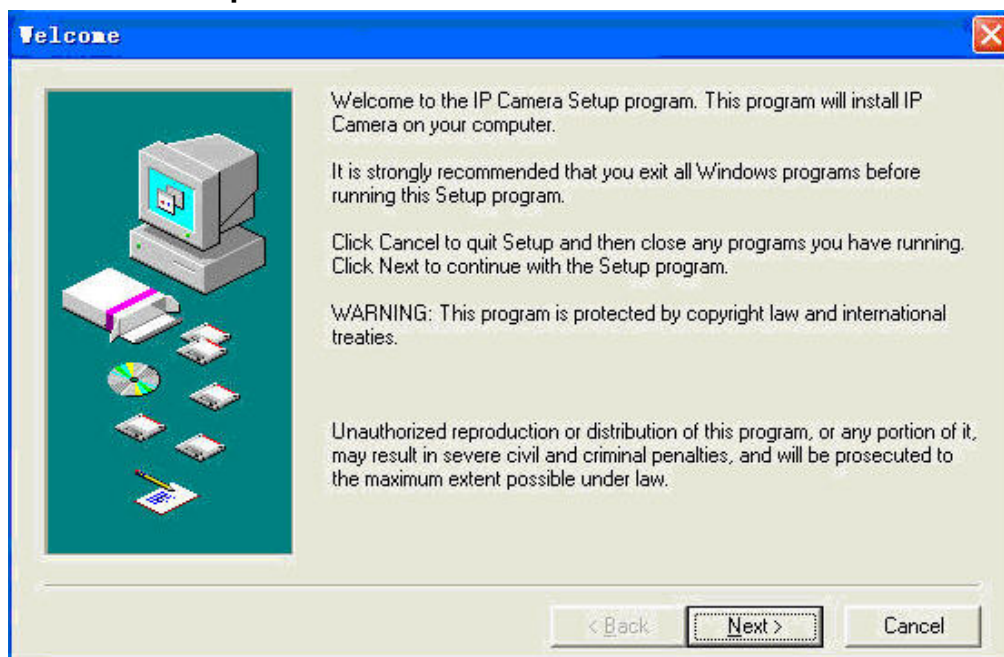 Welcome
Welcome to the IP Camera Setup program. This program will install IP
Camera on your computer.
It is strongly recommended that you exit all Windows programs before
running this Setup program.
Click Cancel to quit Setup and then close any programs you have running.
Click Next to continue with the Setup program.
WARNING: This program is protected by copyright law and international
treaties.
Unauthorized reproduction or distribution of this program, or any portion of it,
may result in severe civil and criminal penalties, and will be prosecuted to
the maximum extent possible under law.
< Back Next > Cancel